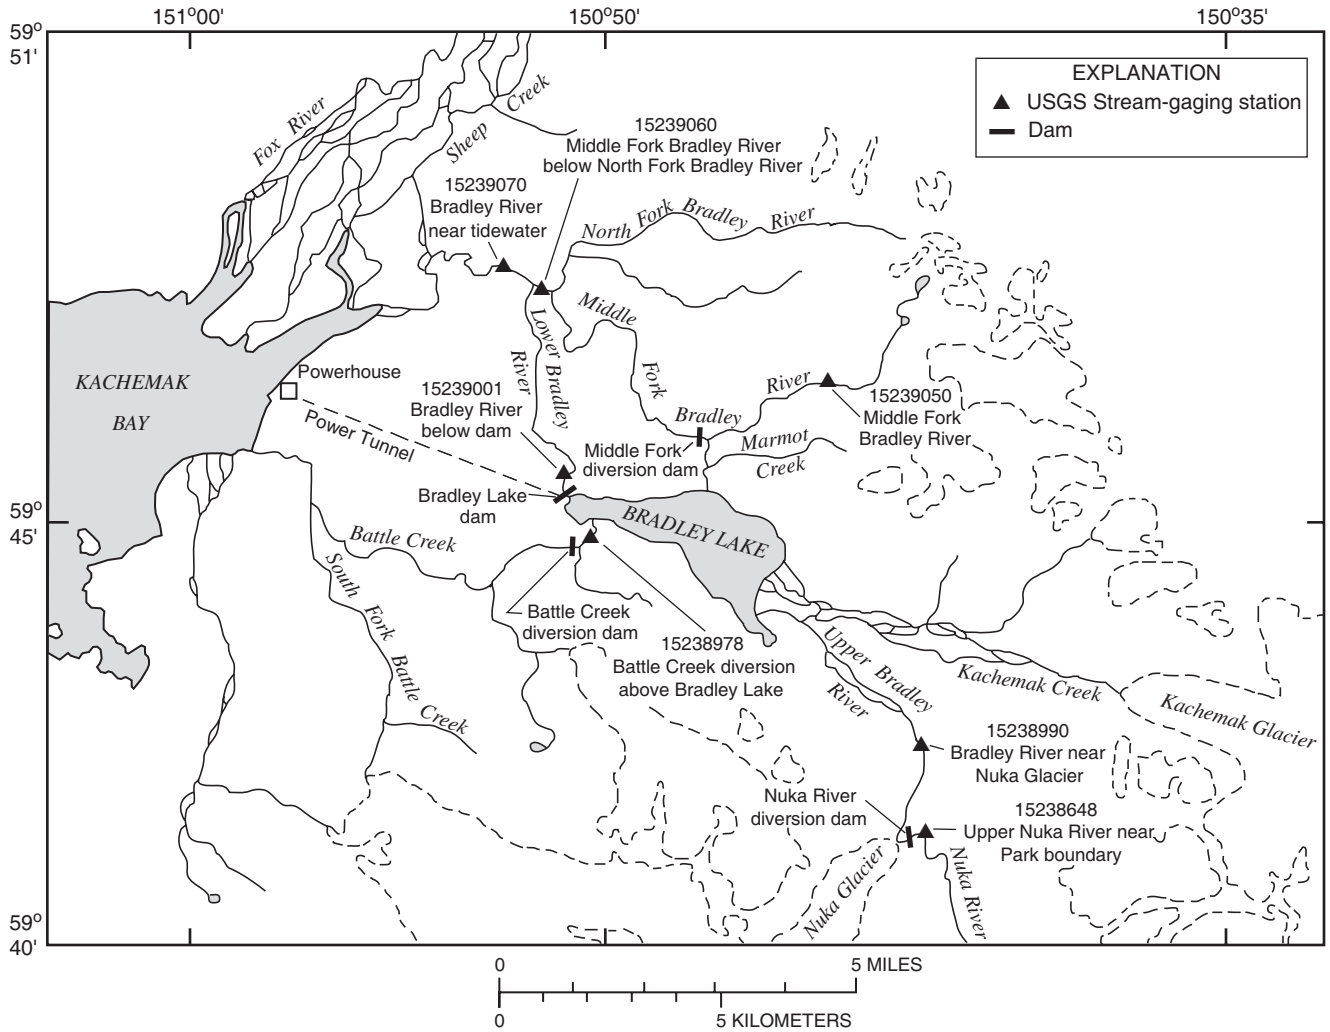 151°00'
150°50'
150°35'
59°
51'
EXPLANATION
USGS Stream-gaging station
Dam
Fox River
Sheep Creek
15239060
Middle Fork Bradley River
below North Fork Bradley River
15239070
Bradley River
near tidewater
North Fork Bradley River
Middle Fork Bradley River
Lower Bradley
River
KACHEMAK
BAY
Powerhouse
Power Tunnel
15239001
Bradley River
below dam
15239050
Middle Fork
Bradley River
Marmot
Creek
Middle Fork
diversion dam
Bradley Lake
dam
BRADLEY LAKE
59°
45'
Battle Creek
South Fork Battle Creek
Battle Creek
diversion dam
15238978
Battle Creek diversion
above Bradley Lake
Upper Bradley
River
Kachemak Creek
Kachemak Glacier
15238990
Bradley River near
Nuka Glacier
Nuka River
diversion dam
15238648
Upper Nuka River near
Park boundary
Nuka Glacier
Nuka River
59°
40'
0
5 MILES
0
5 KILOMETERS